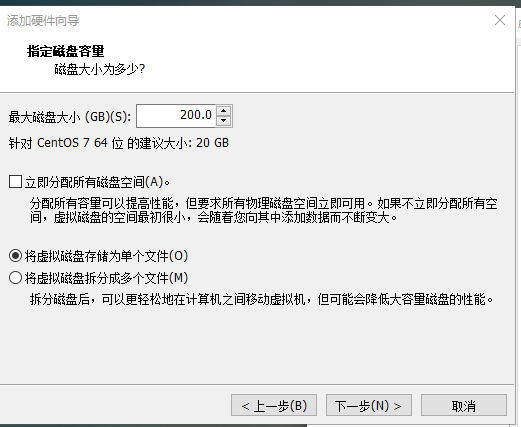 添加硬件向导
指定磁盘容量
磁盘大小为多少?
最大磁盘大小 (GB)(S): 200.0
针对 CentOS 7 64 位 的建议大小: 20 GB
立即分配所有磁盘空间(A)。
分配所有容量可以提高性能，但要求所有物理磁盘空间立即可用。如果不立即分配所有空
间，虚拟磁盘的空间最初很小，会随着您向其中添加数据而不断变大。
将虚拟磁盘存储为单个文件(O)
将虚拟磁盘拆分成多个文件(M)
拆分磁盘后，可以更轻松地在计算机之间移动虚拟机，但可能会降低大容量磁盘的性能。
< 上一步(B) 下一步(N) > 取消